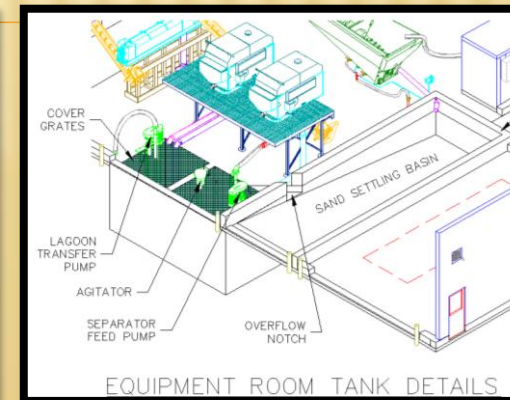 COVER
GRATES
SAND SETTLING BASIN
LAGOON
TRANSFER
PUMP
AGITATOR
SEPARATOR
FEED PUMP
OVERFLOW
NOTCH
EQUIPMENT ROOM TANK DETAILS